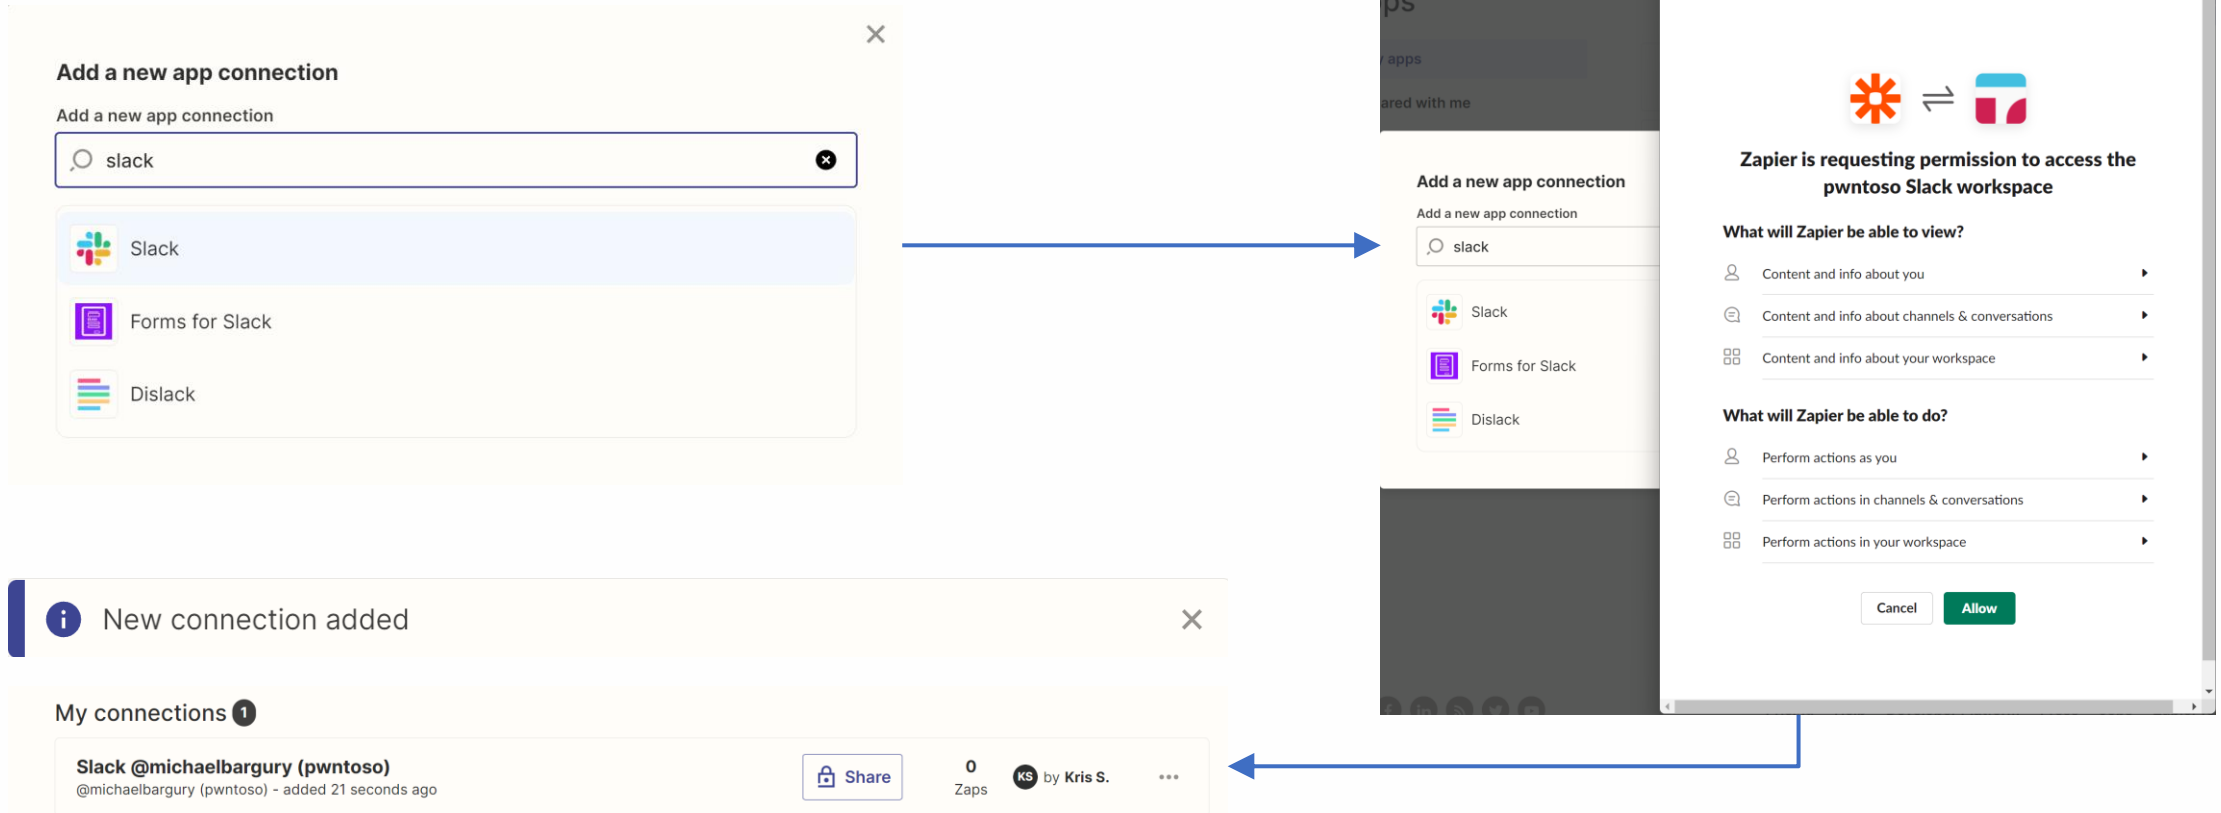 Add a new app connection
Add a new app connection
slack
Slack
Forms for Slack
Dislack
apps
ared with me
Add a new app connection
Add a new app connection
slack
Slack
Forms for Slack
Dislack
Zapier is requesting permission to access the
pwntoso Slack workspace
What will Zapier be able to view?
Content and info about you
Content and info about channels & conversations
Content and info about your workspace
What will Zapier be able to do?
Perform actions as you
Perform actions in channels & conversations
Perform actions in your workspace
Cancel Allow
New connection added
My connections 1
Slack @michaelbargury (pwntoso)
@michaelbargury (pwntoso) - added 21 seconds ago
Share
0
Zaps
KS by Kris S.